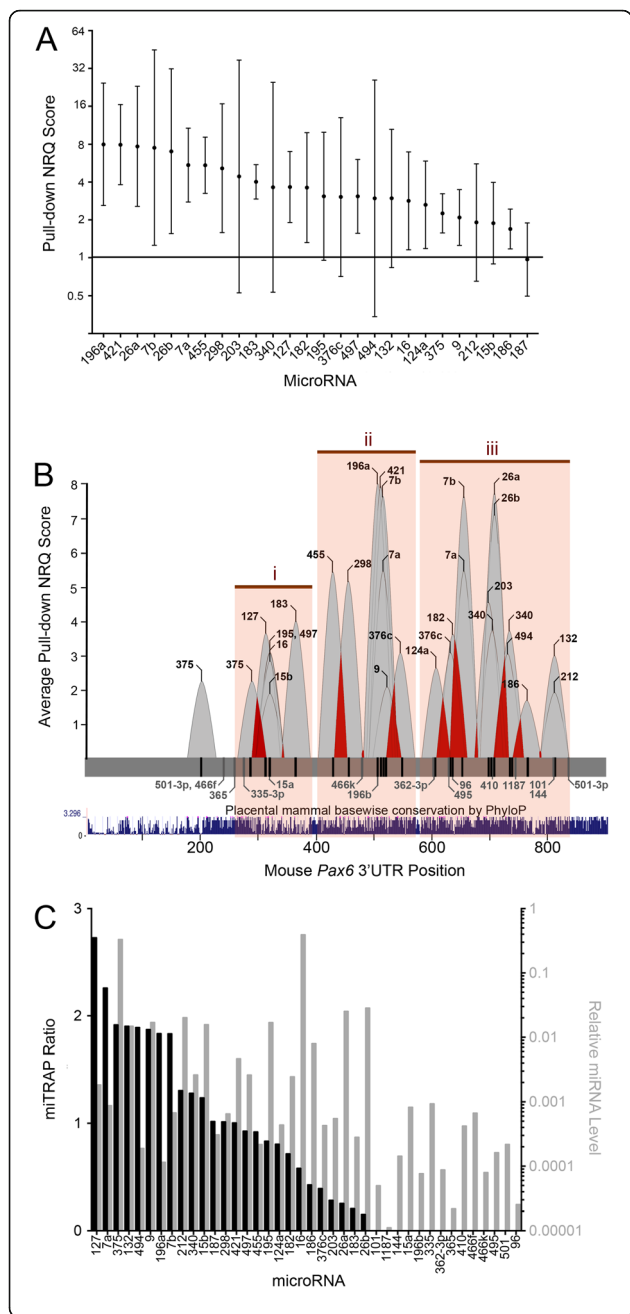 A
Pull-down NRQ Score
64
32
16
8
4
2
1
0.5
196a 421 26a 7b 26b 7a 455 298 203 183 340 127 182 195 376c 497 494 132 16 124a 375 9 212 15b 186 187
MicroRNA
B
Average Pull-down NRQ Score
8
7
6
5
4
3
2
1
i
ii
iii
375
375
127
195, 497
16
15b
183
455
298
196a
421
7b
7a
9
376c
124a
376c
182
7b
7a
26a
26b
203
340
340
494
186
132
212
501-3p, 466f
365
335-3p
15a
466k
196b
362-3p
495
96
410
1187
101
144
501-3p
Placental mammal basewise conservation by PhyloP
3.296
0
200 400 600 800
Mouse Pax6 3'UTR Position
C
miTRAP Ratio
3
2
1
0
Relative miRNA Level
1
0.1
0.01
0.001
0.0001
0.00001
127 7a 375 132 494 9 196a 7b 212 340 15b 187 298 421 497 455 195 124a 182 16 186 376c 203 26a 183 26b 101 1187 144 15a 196b 335 362-3p 365 410 466f 466k 495 501 96
microRNA